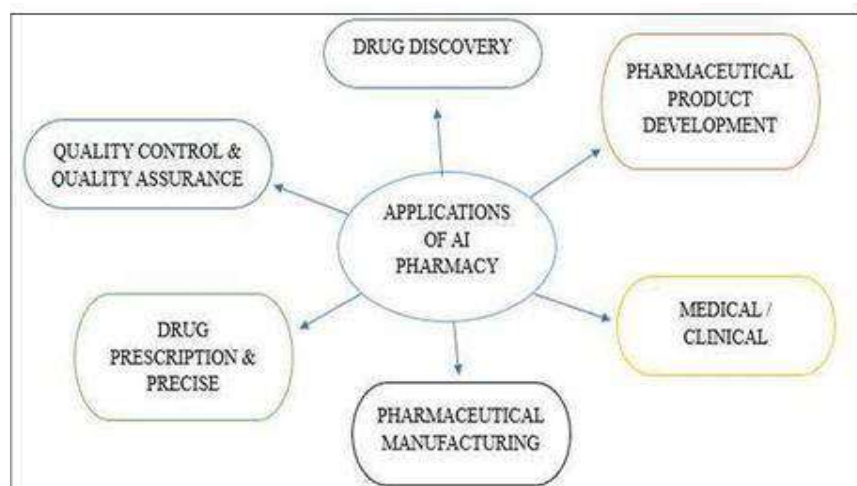 DRUG DISCOVERY
PHARMACEUTICAL
PRODUCT
DEVELOPMENT
QUALITY CONTROL &
QUALITY ASSURANCE
APPLICATIONS
OF AI
PHARMACY
MEDICAL /
CLINICAL
DRUG
PRESCRIPTION &
PRECISE
PHARMACEUTICAL
MANUFACTURING